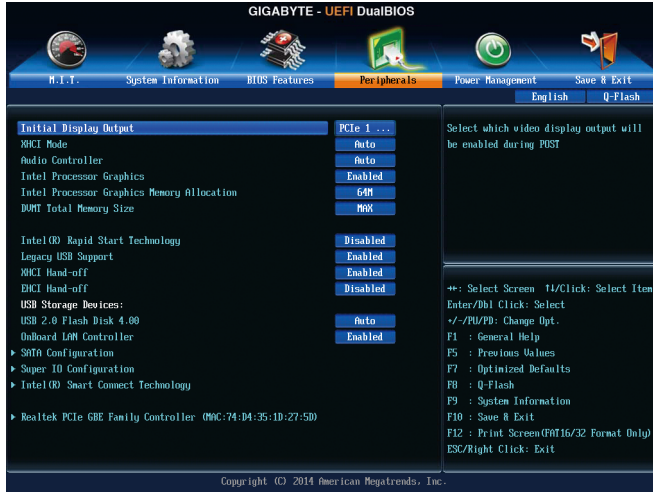 GIGABYTE - UEFI DualBIOS
M.I.T. System Information BIOS Features Peripherals Power Management Save & Exit
English Q-Flash
Initial Display Output PCIe 1 ...
XHCI Mode Auto
Audio Controller Auto
Intel Processor Graphics Enabled
Intel Processor Graphics Memory Allocation 64M
DVMT Total Memory Size MAX
Intel(R) Rapid Start Technology Disabled
Legacy USB Support Enabled
XHCI Hand-off Enabled
EHCI Hand-off Disabled
USB Storage Devices:
USB 2.0 Flash Disk 4.00 Auto
OnBoard LAN Controller Enabled
SATA Configuration
Super IO Configuration
Intel(R) Smart Connect Technology
Realtek PCIe GBE Family Controller (MAC:74:D4:35:1D:27:5D)
Select which video display output will
be enabled during POST
↔: Select Screen ↑↓/Click: Select Item
Enter/Dbl Click: Select
+/-/PU/PD: Change Opt.
F1 : General Help
F5 : Previous Values
F7 : Optimized Defaults
F8 : Q-Flash
F9 : System Information
F10 : Save & Exit
F12 : Print Screen(FAT16/32 Format Only)
ESC/Right Click: Exit
Copyright (C) 2014 American Megatrends, Inc.